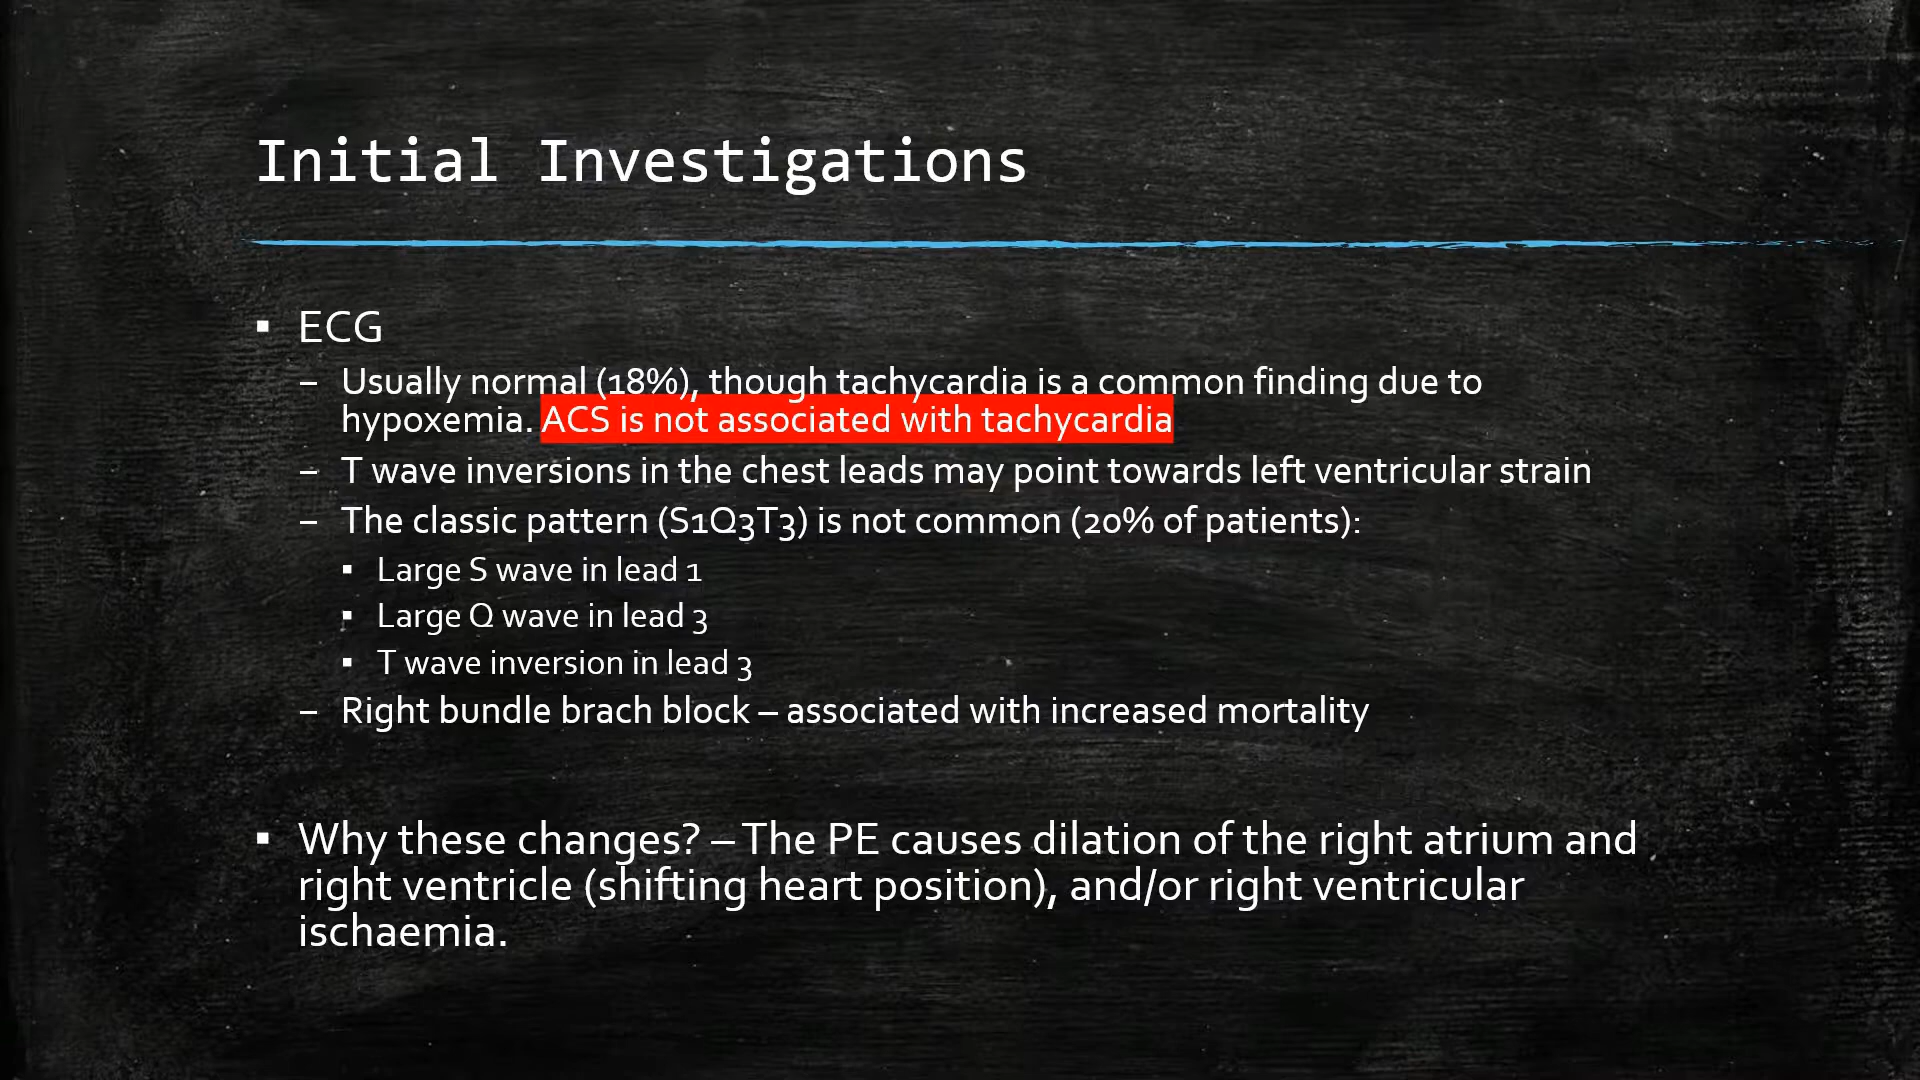 Initial Investigations
▪ ECG
– Usually normal (18%), though tachycardia is a common finding due to
hypoxemia. ACS is not associated with tachycardia
– T wave inversions in the chest leads may point towards left ventricular strain
– The classic pattern (S1Q3T3) is not common (20% of patients):
▪ Large S wave in lead 1
▪ Large Q wave in lead 3
▪ T wave inversion in lead 3
– Right bundle brach block – associated with increased mortality
▪ Why these changes? – The PE causes dilation of the right atrium and
right ventricle (shifting heart position), and/or right ventricular
ischaemia.